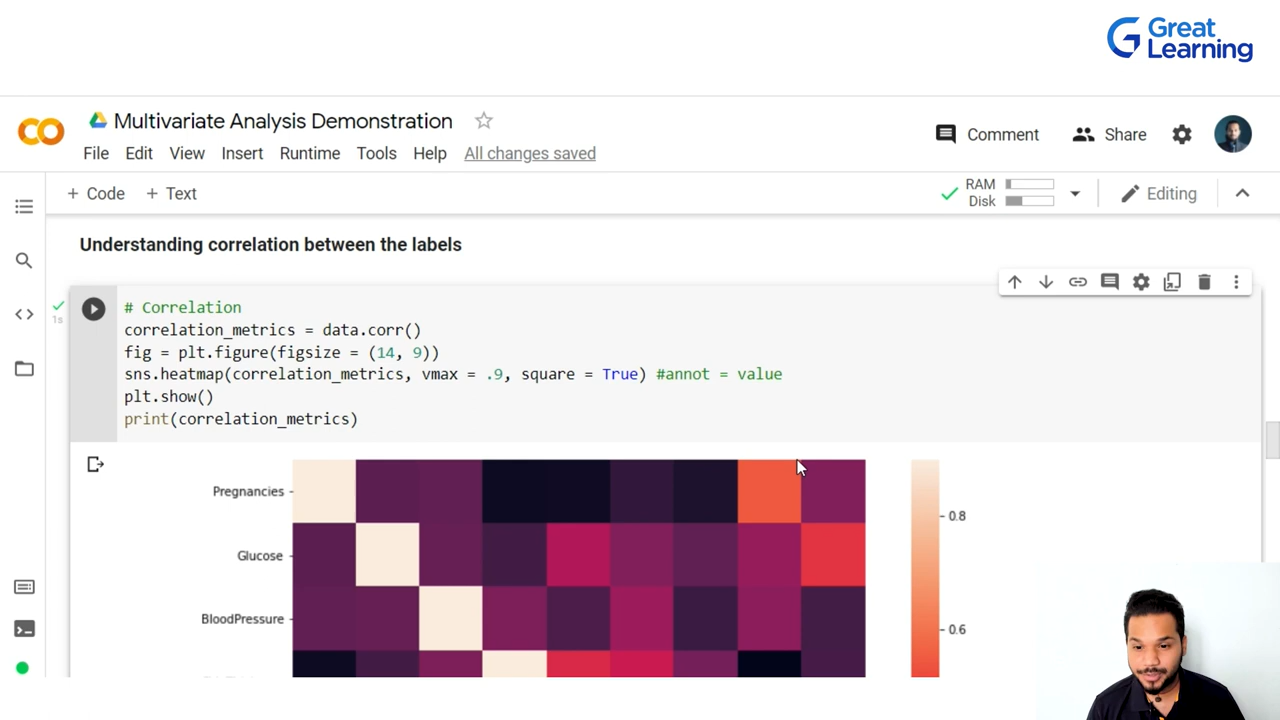 Great
Learning
CO
Multivariate Analysis Demonstration
Comment
Share
File Edit View Insert Runtime Tools Help All changes saved
+ Code + Text
RAM
Disk
Editing
Understanding correlation between the labels
1s
# Correlation
correlation_metrics = data.corr()
fig = plt.figure(figsize = (14, 9))
sns.heatmap(correlation_metrics, vmax = .9, square = True) #annot = value
plt.show()
print(correlation_metrics)
Pregnancies
0.8
Glucose
BloodPressure
0.6